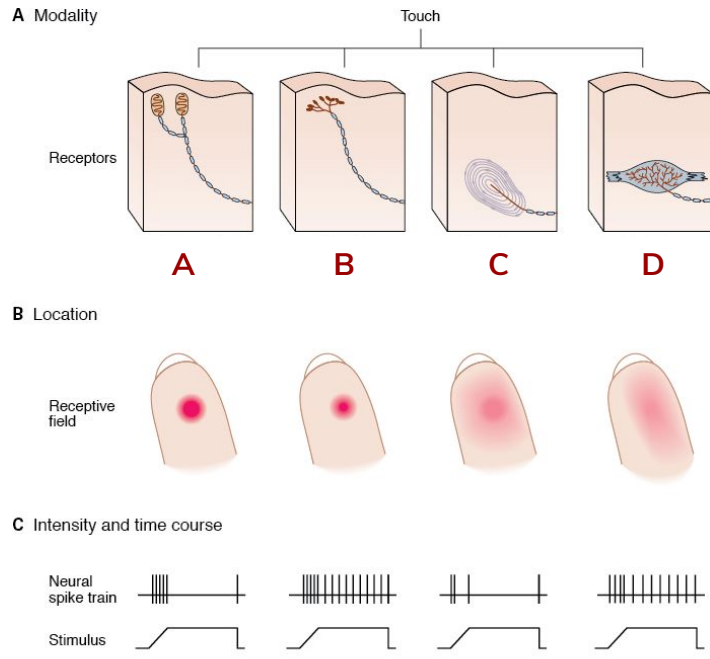 A Modality
Touch
Receptors
A B C D
B Location
Receptive
field
C Intensity and time course
Neural
spike train
Stimulus